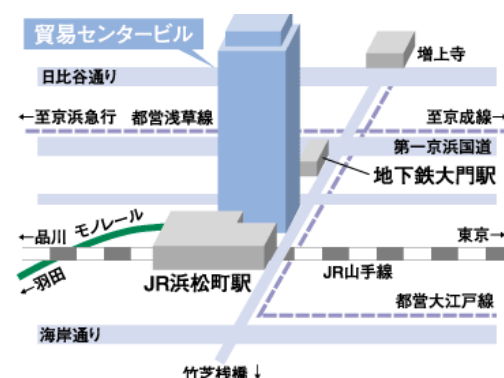 貿易センタービル
増上寺
日比谷通り
←至京浜急行
都営浅草線
至京成線→
第一京浜国道
地下鉄大門駅
モノレール
←品川
東京→
←羽田
JR浜松町駅
JR山手線
都営大江戸線
海岸通り
竹芝桟橋↓